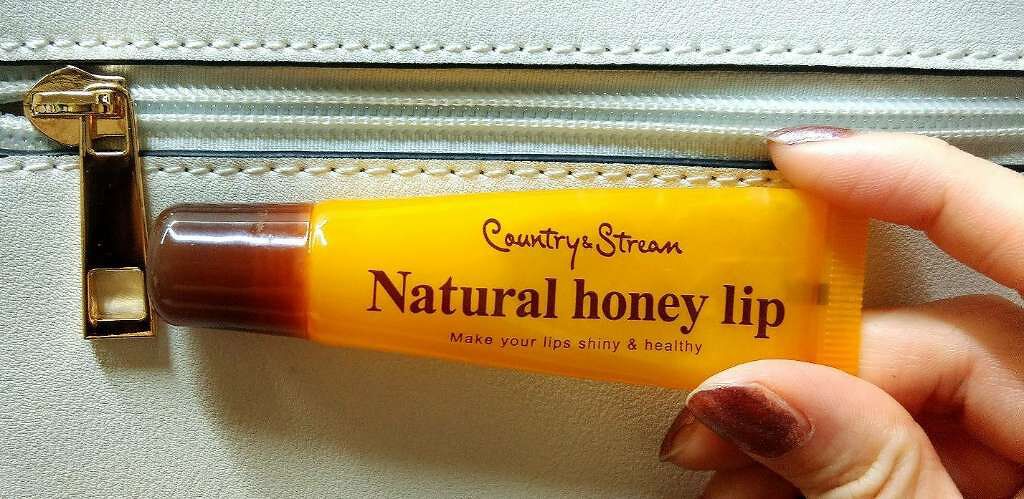 Country & Stream
Natural honey lip
Make your lips shiny & healthy